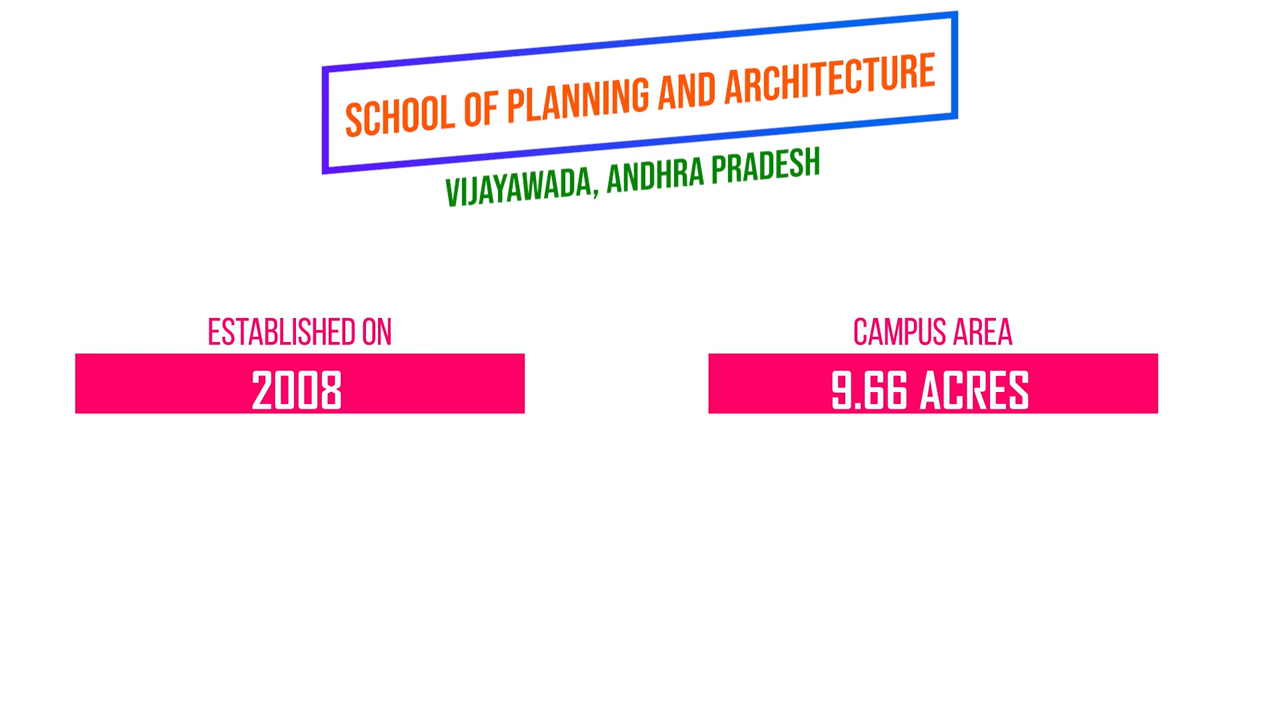 SCHOOL OF PLANNING AND ARCHITECTURE
VIJAYAWADA, ANDHRA PRADESH
ESTABLISHED ON
2008
CAMPUS AREA
9.66 ACRES